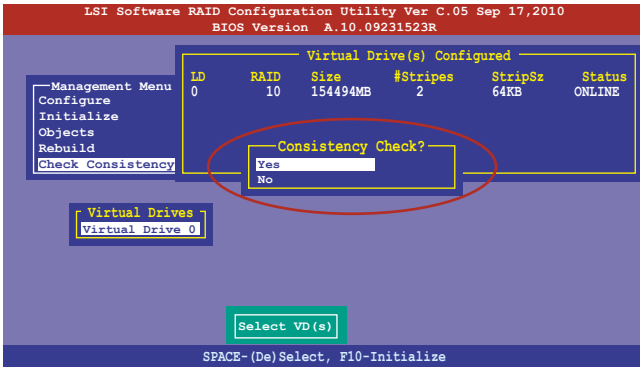 LSI Software RAID Configuration Utility Ver C.05 Sep 17,2010
BIOS Version A.10.09231523R
Virtual Drive(s) Configured
LD RAID Size #Stripes StripSz Status
0 10 154494MB 2 64KB ONLINE
Management Menu
Configure
Initialize
Objects
Rebuild
Check Consistency
Consistency Check?
Yes
No
Virtual Drives
Virtual Drive 0
Select VD(s)
SPACE-(De)Select, F10-Initialize